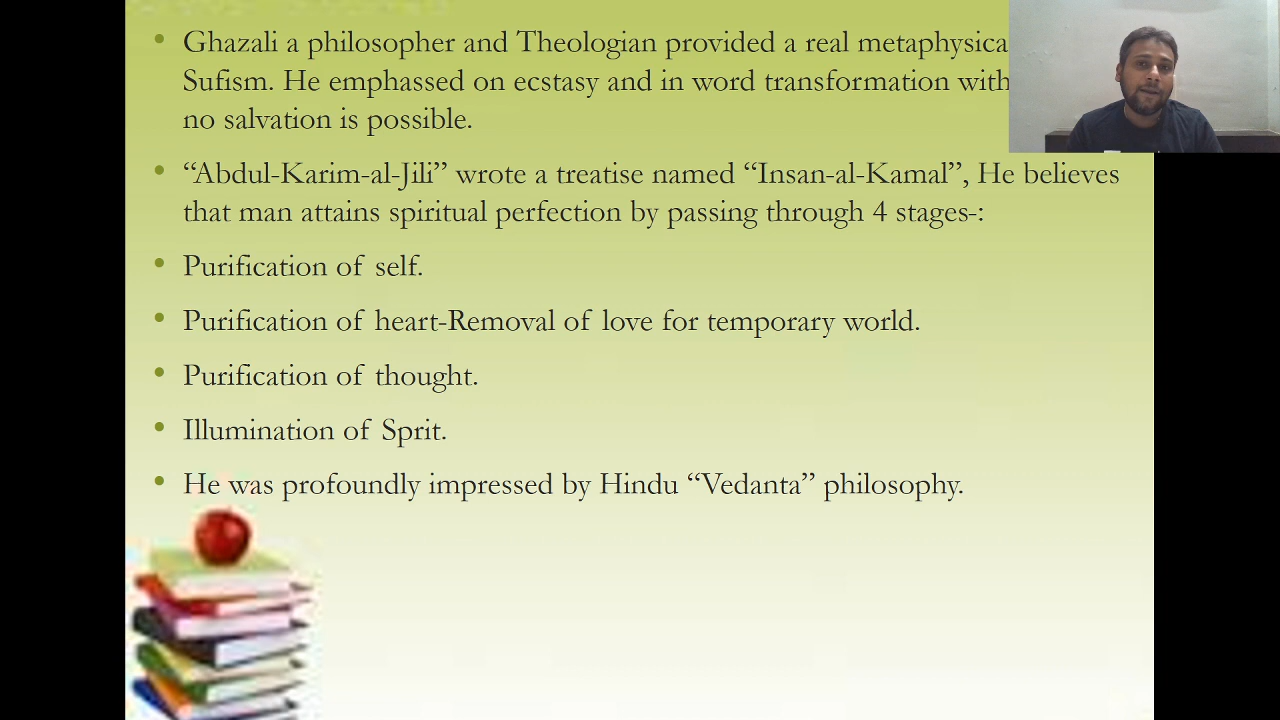 • Ghazali a philosopher and Theologian provided a real metaphysica
Sufism. He emphassed on ecstasy and in word transformation with
no salvation is possible.
• “Abdul-Karim-al-Jili” wrote a treatise named “Insan-al-Kamal”, He believes
that man attains spiritual perfection by passing through 4 stages-:
• Purification of self.
• Purification of heart-Removal of love for temporary world.
• Purification of thought.
• Illumination of Sprit.
• He was profoundly impressed by Hindu “Vedanta” philosophy.